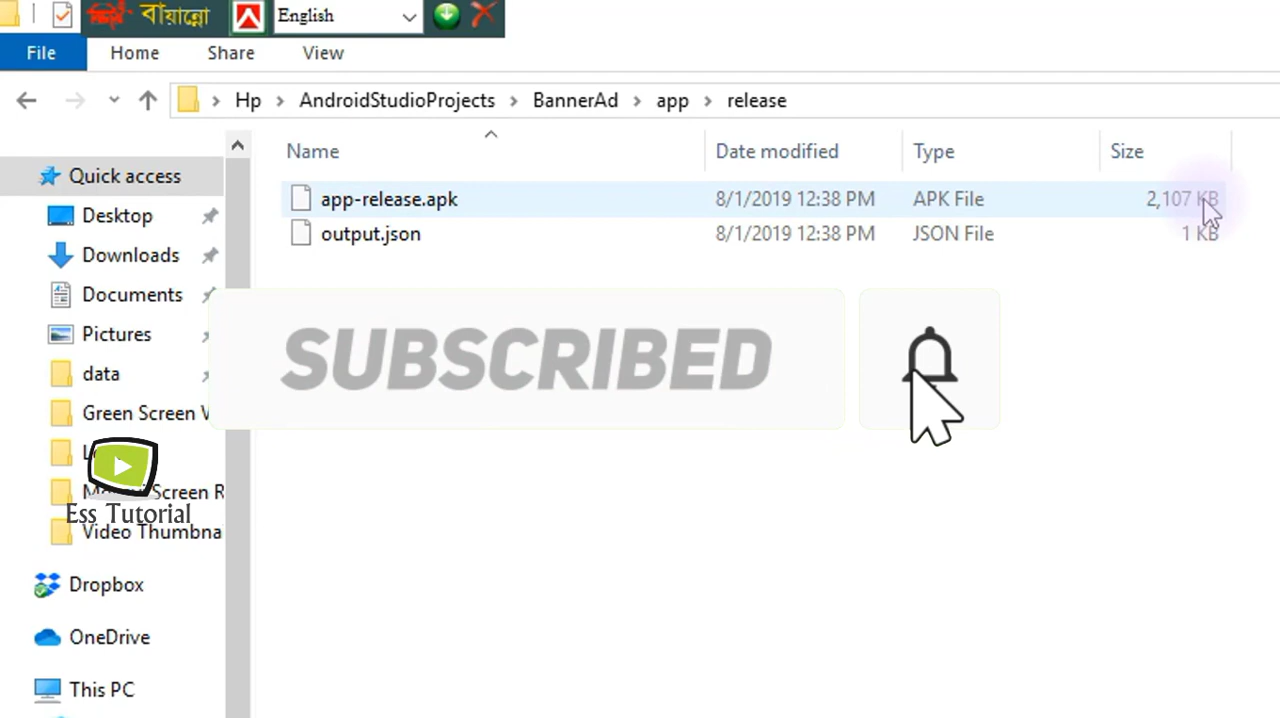 বায়ান্নো English
File Home Share View
Hp AndroidStudioProjects BannerAd app release
Name Date modified Type Size
Quick access
app-release.apk 8/1/2019 12:38 PM APK File 2,107 KB
Desktop
output.json 8/1/2019 12:38 PM JSON File 1 KB
Downloads
Documents
Pictures
SUBSCRIBED
data
Green Screen V
Screen R
Ess Tutorial
Video Thumbna
Dropbox
OneDrive
This PC